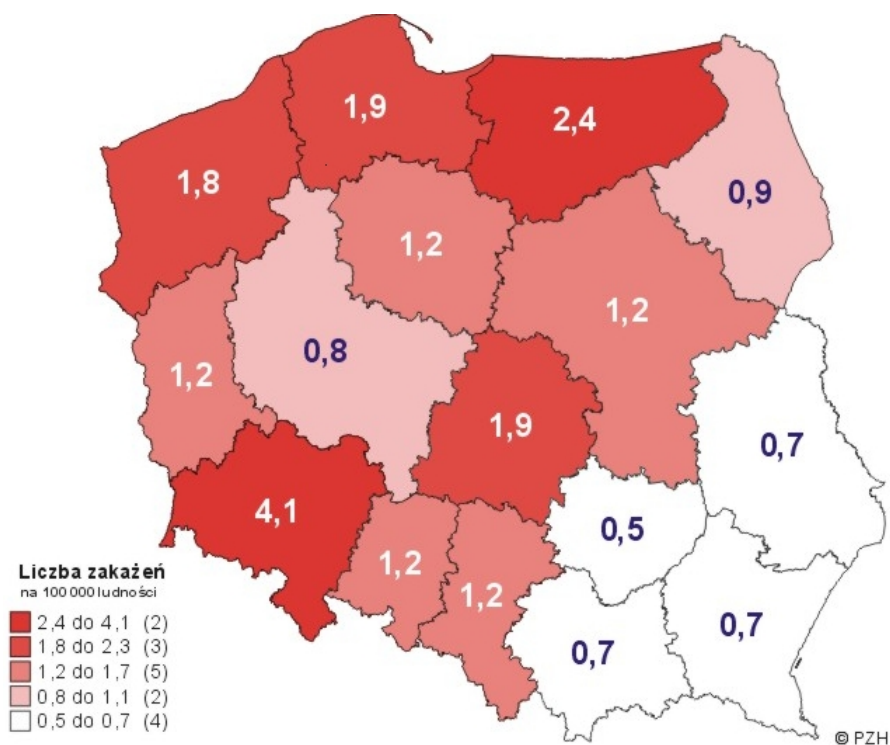 1,9
2,4
1,8
0,9
1,2
1,2
0,8
1,2
1,9
0,7
4,1
0,5
1,2
1,2
0,7
0,7
Liczba zakażeń
na 100 000 ludności
2,4 do 4,1 (2)
1,8 do 2,3 (3)
1,2 do 1,7 (5)
0,8 do 1,1 (2)
0,5 do 0,7 (4)
© PZH